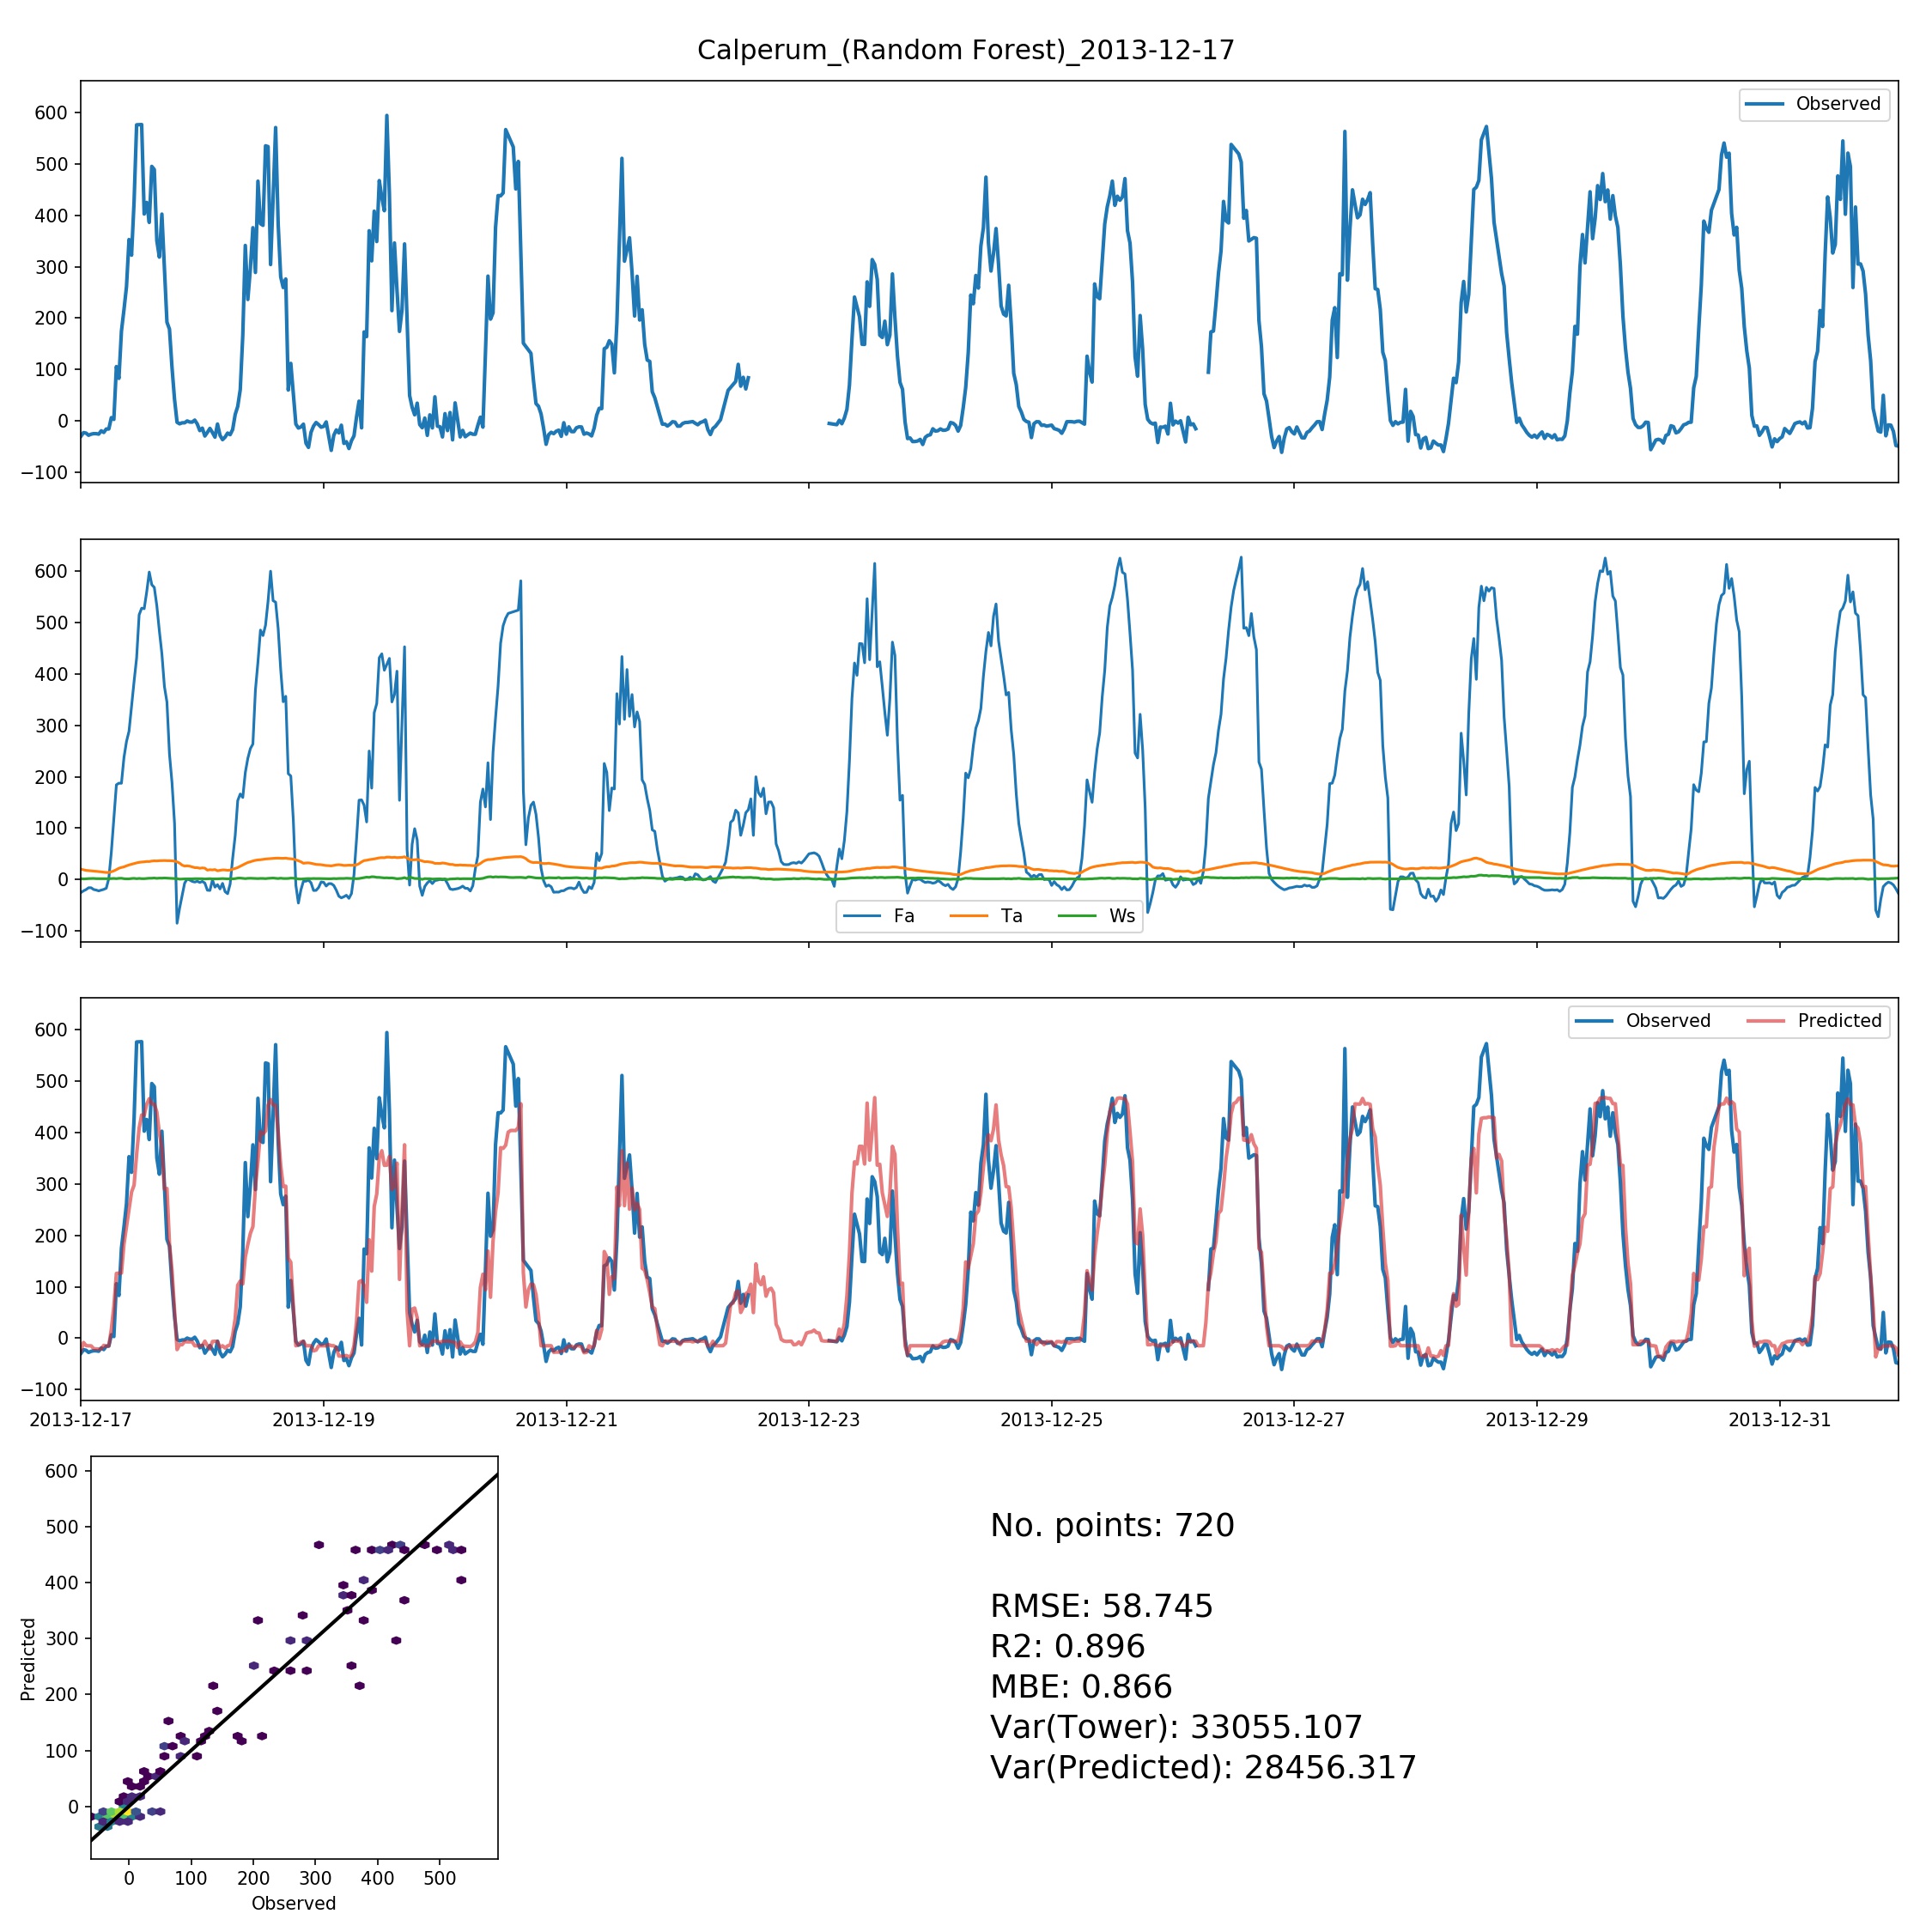 Calperum_(Random Forest)_2013-12-17
600
500
400
300
200
100
0
−100
Observed
600
500
400
300
200
100
0
−100
Fa Ta Ws
600
500
400
300
200
100
0
−100
Observed Predicted
2013-12-17 2013-12-19 2013-12-21 2013-12-23 2013-12-25 2013-12-27 2013-12-29 2013-12-31
600
500
400
300
200
100
0
Predicted
0 100 200 300 400 500
Observed
No. points: 720
RMSE: 58.745
R2: 0.896
MBE: 0.866
Var(Tower): 33055.107
Var(Predicted): 28456.317